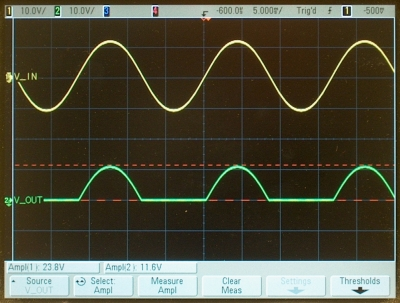 1 10.0V/ 2 10.0V/ 3 4 -600.0s 5.000s/ Trig'd 1 -500V
V_IN
V_OUT
Ampl(1): 23.8V Ampl(2): 11.6V
Source Select: Measure Clear Settings Thresholds
V_OUT Ampl Ampl Meas